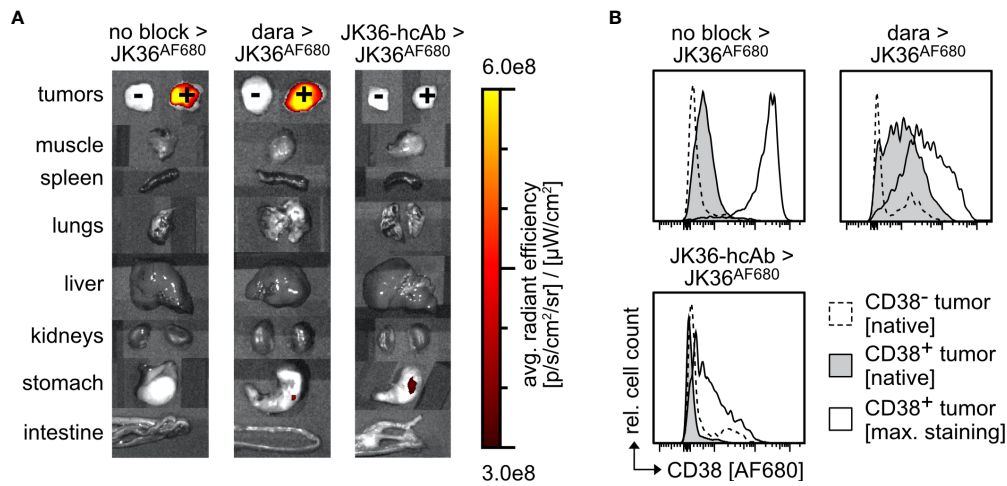 A
no block >
JK36AF680
dara >
JK36AF680
JK36-hcAb >
JK36AF680
tumors
- +
- +
- +
muscle
spleen
lungs
liver
kidneys
stomach
intestine
6.0e8
avg. radiant efficiency
[p/s/cm²/sr] / [µW/cm²]
3.0e8
B
no block >
JK36AF680
dara >
JK36AF680
JK36-hcAb >
JK36AF680
rel. cell count
CD38 [AF680]
CD38- tumor
[native]
CD38+ tumor
[native]
CD38+ tumor
[max. staining]